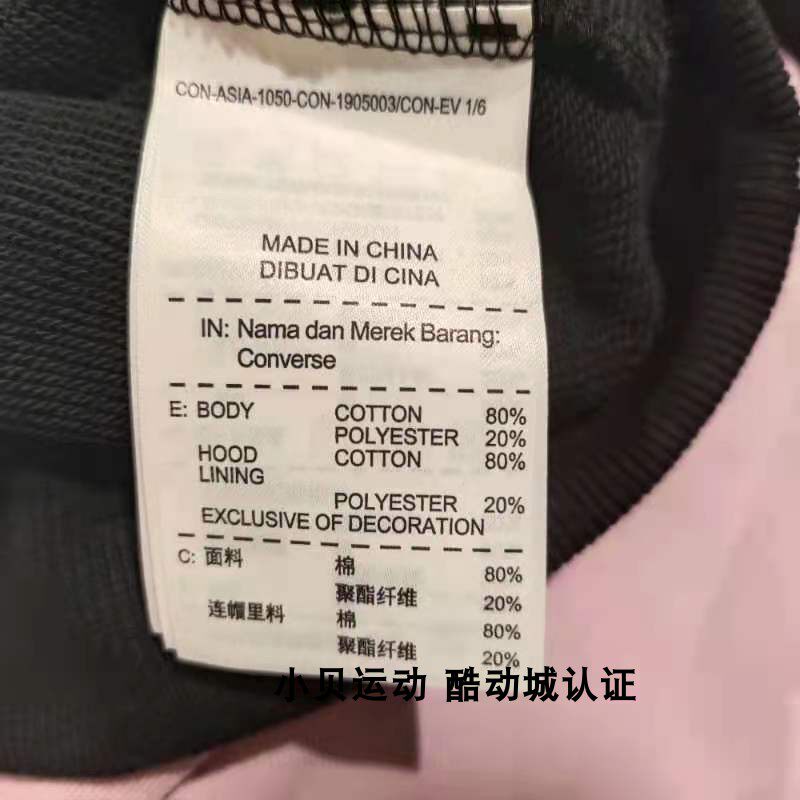 CON-ASIA-1050-CON-1905003/CON-EV 1/6
MADE IN CHINA
DIBUAT DI CINA
IN: Nama dan Merek Barang:
Converse
E: BODY COTTON 80%
POLYESTER 20%
HOOD COTTON 80%
LINING
POLYESTER 20%
EXCLUSIVE OF DECORATION
C: 面料 棉 80%
聚酯纤维 20%
连帽里料 棉 80%
聚酯纤维 20%
小贝运动 酷动城认证